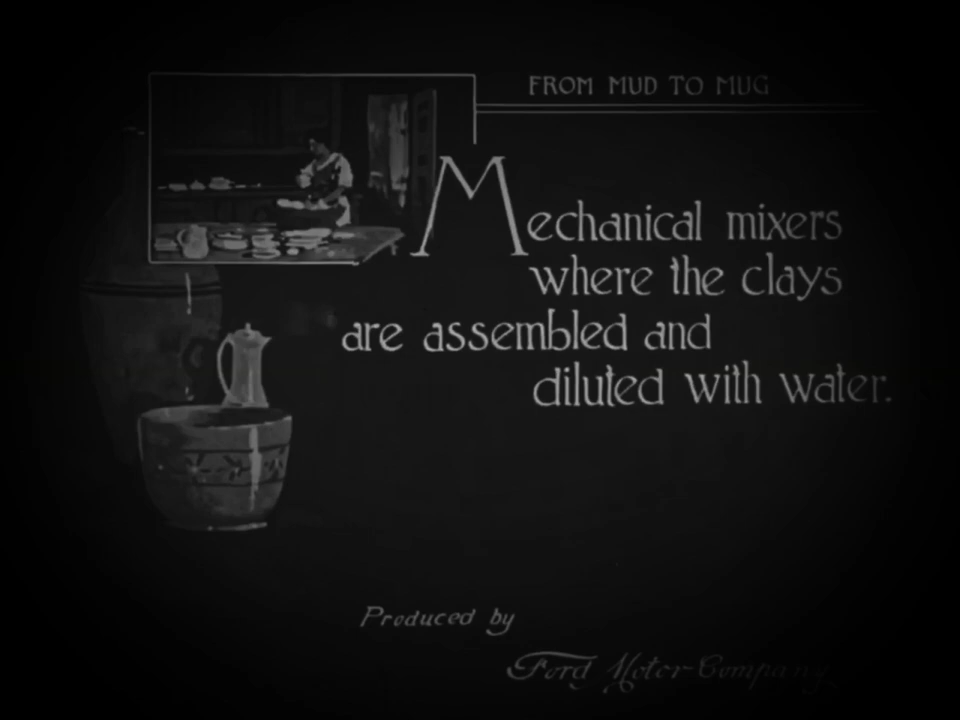 FROM MUD TO MUG
Mechanical mixers
where the clays
are assembled and
diluted with water.
Produced by
Ford Motor Company